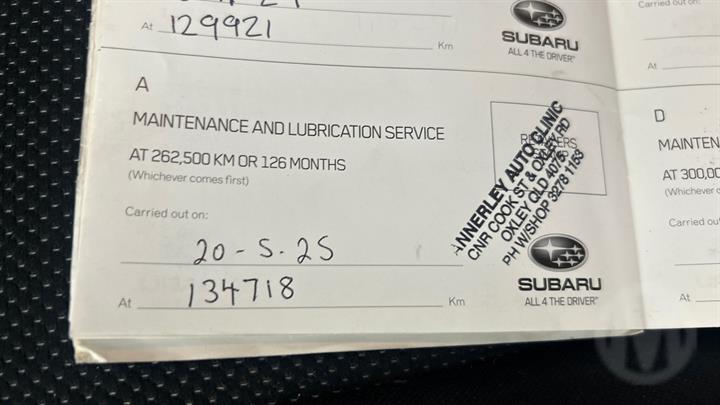 At 129921 Km
SUBARU
ALL 4 THE DRIVER
A
MAINTENANCE AND LUBRICATION SERVICE
AT 262,500 KM OR 126 MONTHS
(Whichever comes first)
Carried out on:
20-5.25
At 134718 Km
ANNERLEY AUTO CLINIC
CNR COOK ST & OXLEY RD
OXLEY QLD 4075
PH W/SHOP 3278 1183
SUBARU
ALL 4 THE DRIVER
Carried out on:
At
D
MAINTEN
AT 300,00
(Whichever c
Carried ou
At